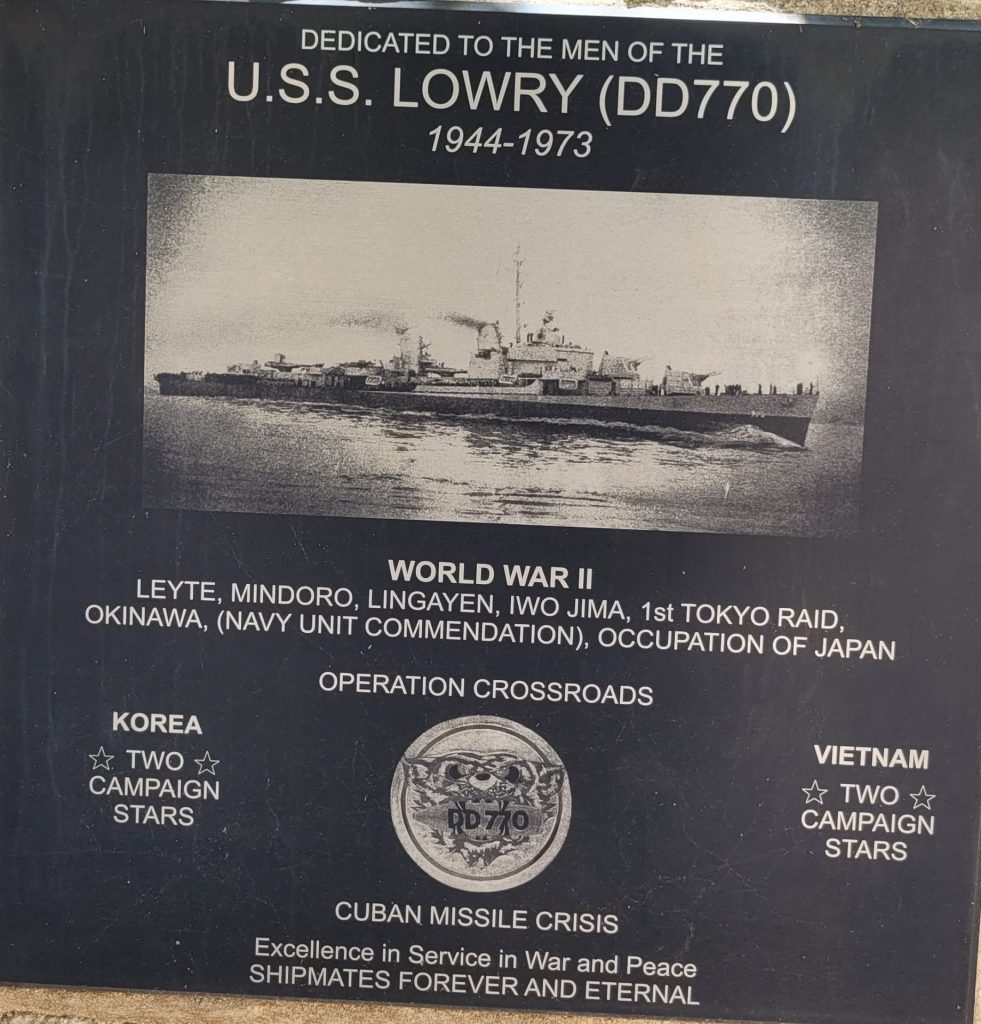 DEDICATED TO THE MEN OF THE
U.S.S. LOWRY (DD770)
1944-1973
WORLD WAR II
LEYTE, MINDORO, LINGAYEN, IWO JIMA, 1st TOKYO RAID,
OKINAWA, (NAVY UNIT COMMENDATION), OCCUPATION OF JAPAN
OPERATION CROSSROADS
KOREA
☆ TWO ☆
CAMPAIGN
STARS
DD770
VIETNAM
☆ TWO ☆
CAMPAIGN
STARS
CUBAN MISSILE CRISIS
Excellence in Service in War and Peace
SHIPMATES FOREVER AND ETERNAL